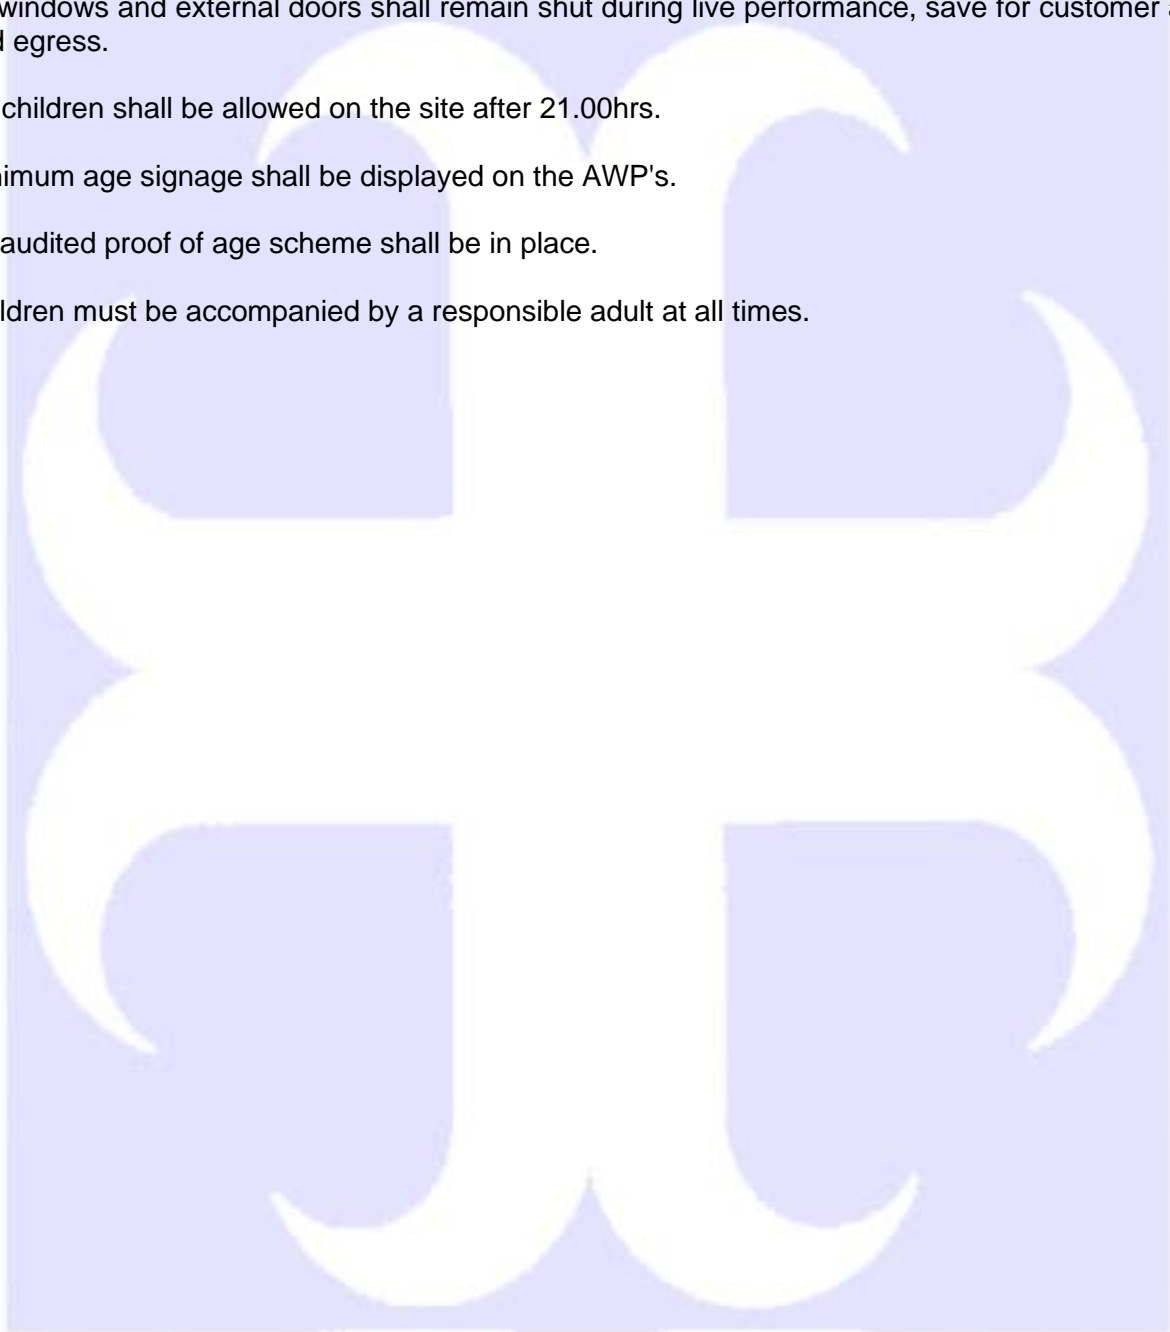 windows and external doors shall remain shut during live performance, save for customer
egress.
children shall be allowed on the site after 21.00hrs.
imum age signage shall be displayed on the AWP's.
audited proof of age scheme shall be in place.
ldren must be accompanied by a responsible adult at all times.